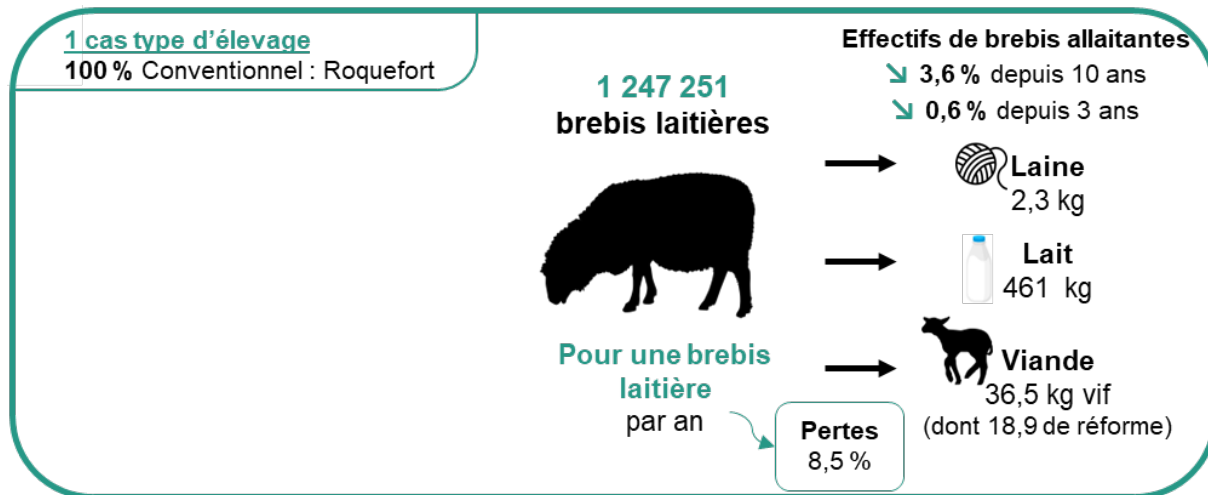 1 cas type d'élevage
100 % Conventionnel : Roquefort
1 247 251
brebis laitières
Effectifs de brebis allaitantes
↘ 3,6 % depuis 10 ans
↘ 0,6 % depuis 3 ans
Laine
2,3 kg
Lait
461 kg
Viande
36,5 kg vif
(dont 18,9 de réforme)
Pour une brebis
laitière
par an
Pertes
8,5 %